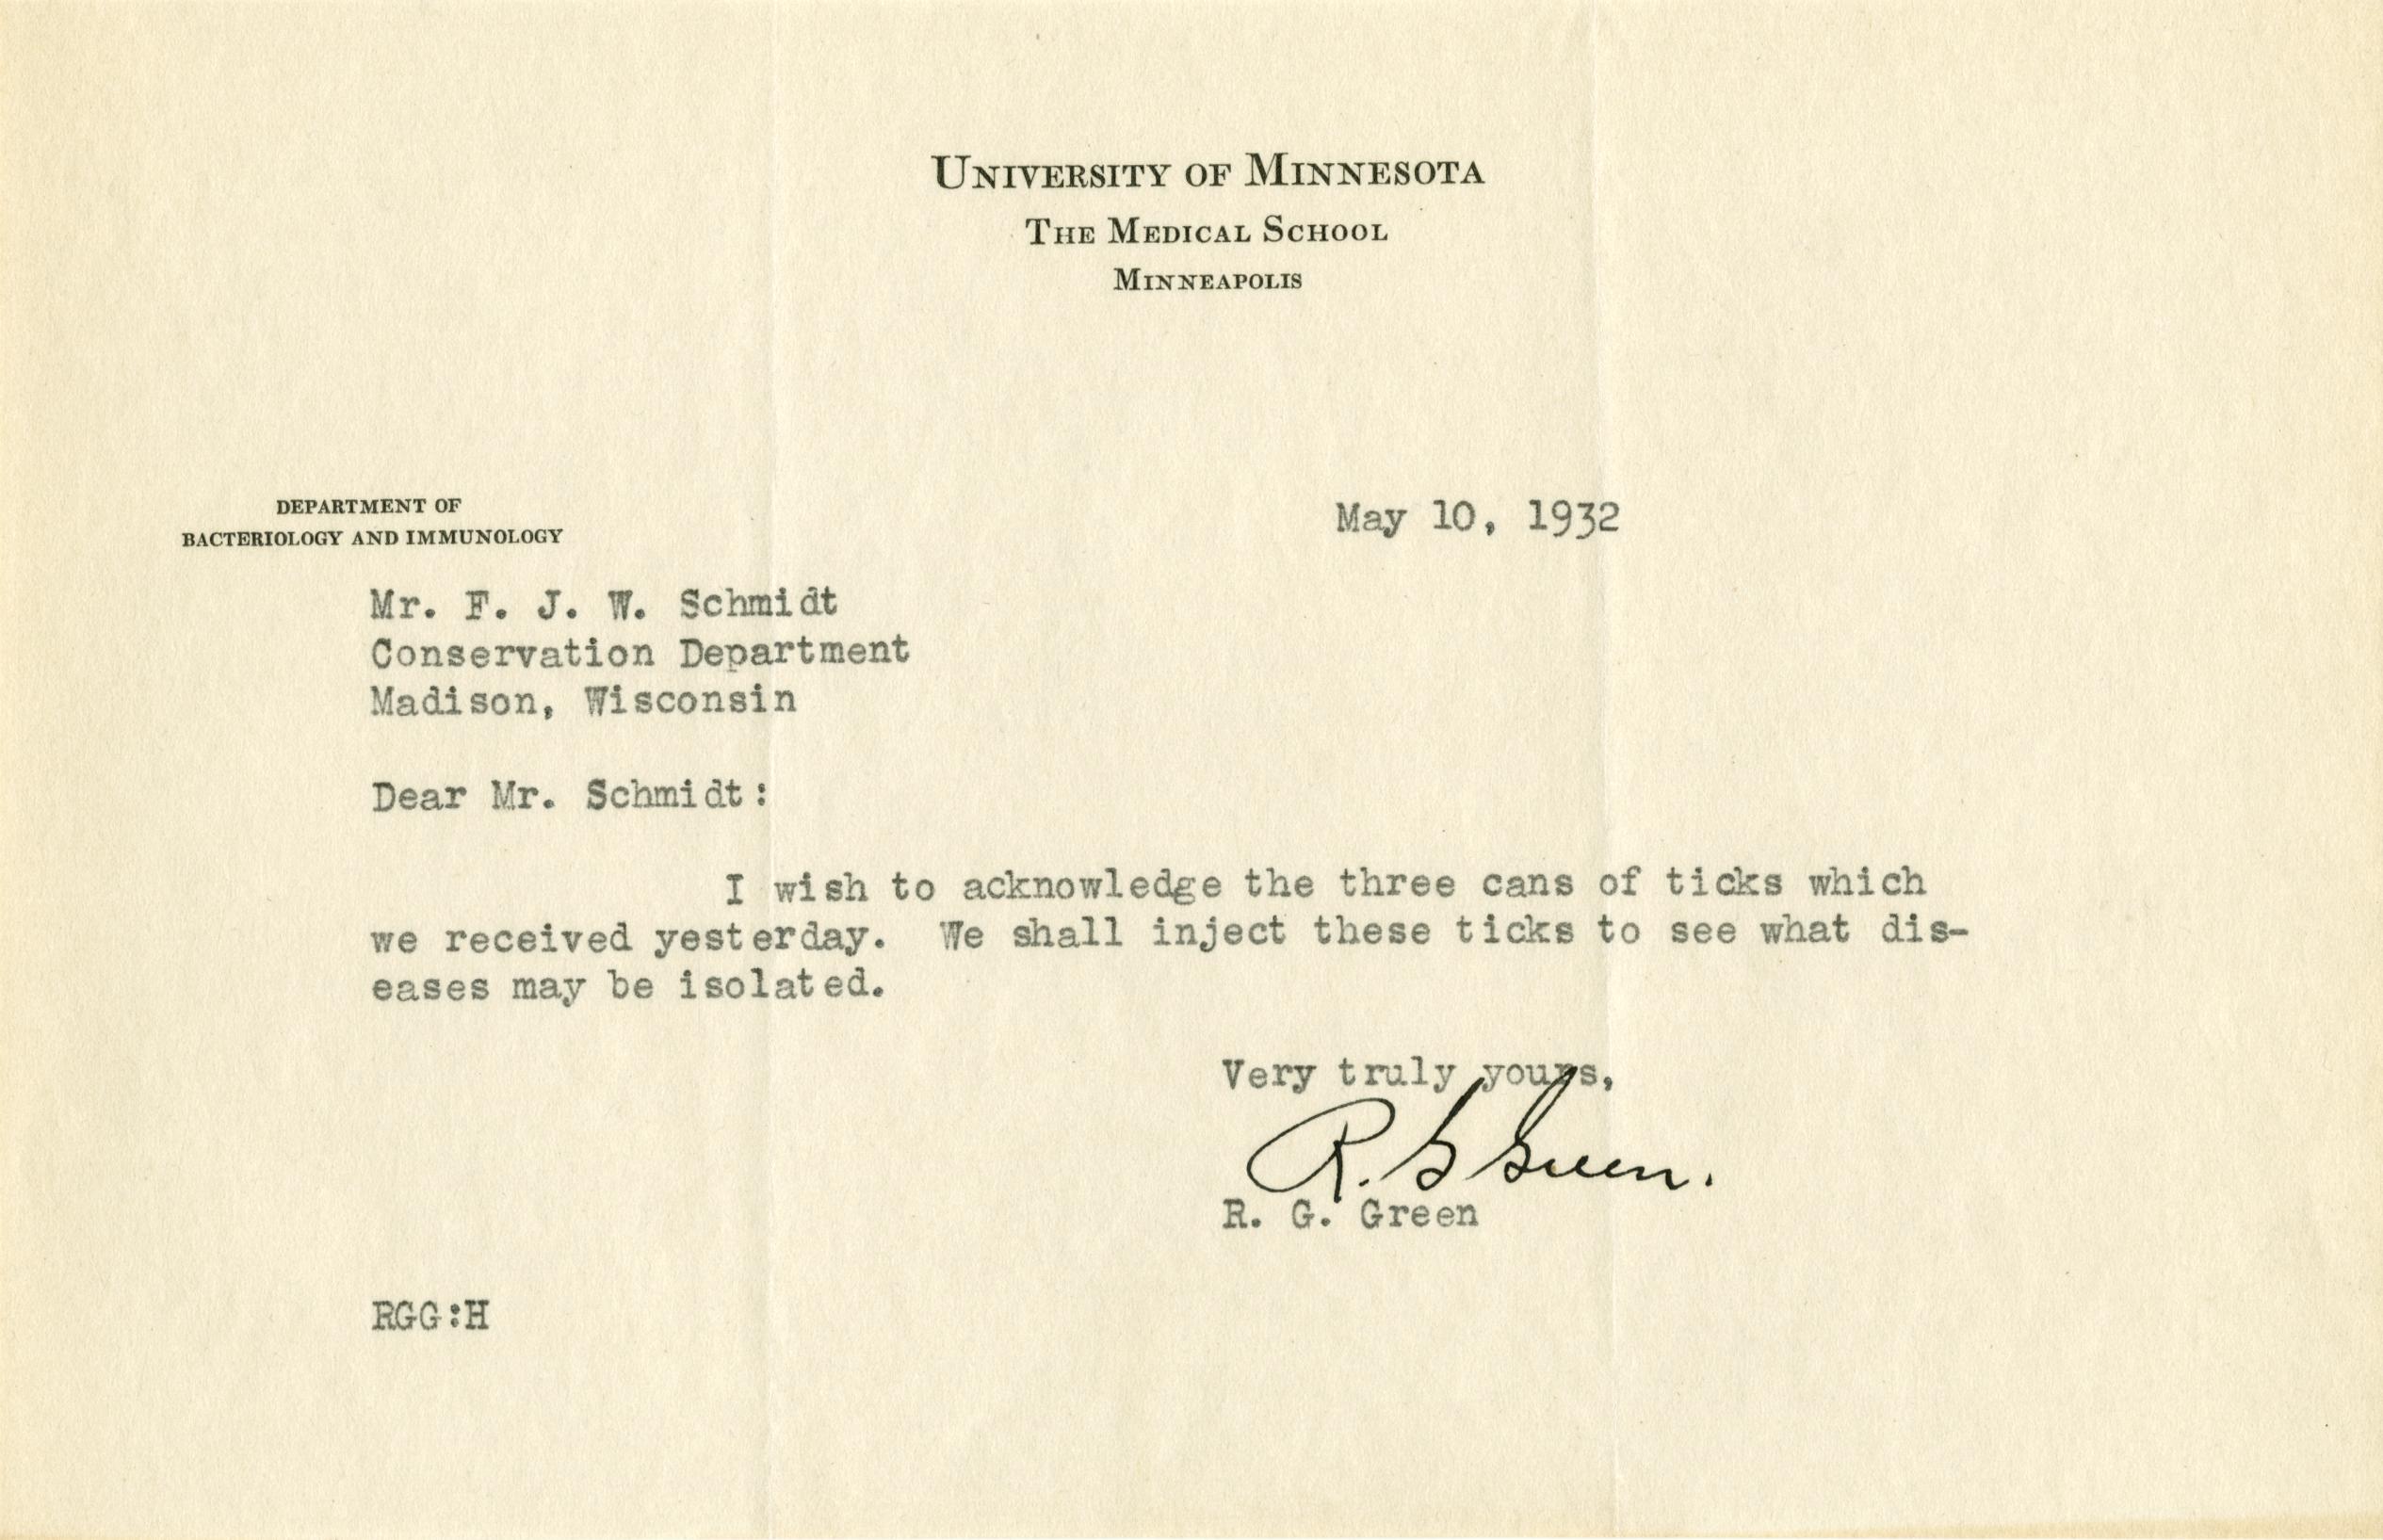 University of Minnesota
The Medical School
Minneapolis
DEPARTMENT OF
BACTERIOLOGY AND IMMUNOLOGY
May 10, 1932
Mr. F. J. W. Schmidt
Conservation Department
Madison, Wisconsin
Dear Mr. Schmidt:
I wish to acknowledge the three cans of ticks which
we received yesterday. We shall inject these ticks to see what dis-
eases may be isolated.
Very truly yours,
R. G Green.
R. G. Green
RGG:H